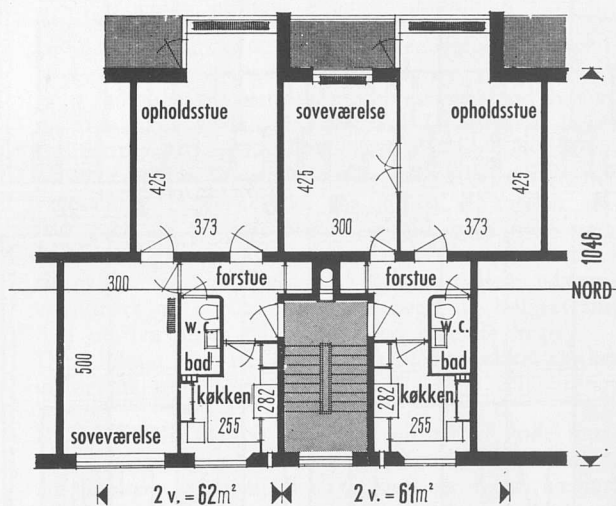 opholdsstue soveværelse opholdsstue
425 425 425
373 300 373
1046
300 forstue forstue
NORD
w.c. w.c.
500 bad bad
køkken 282 282 køkken
255 255
soveværelse
2 v. = 62m² 2 v. = 61m²